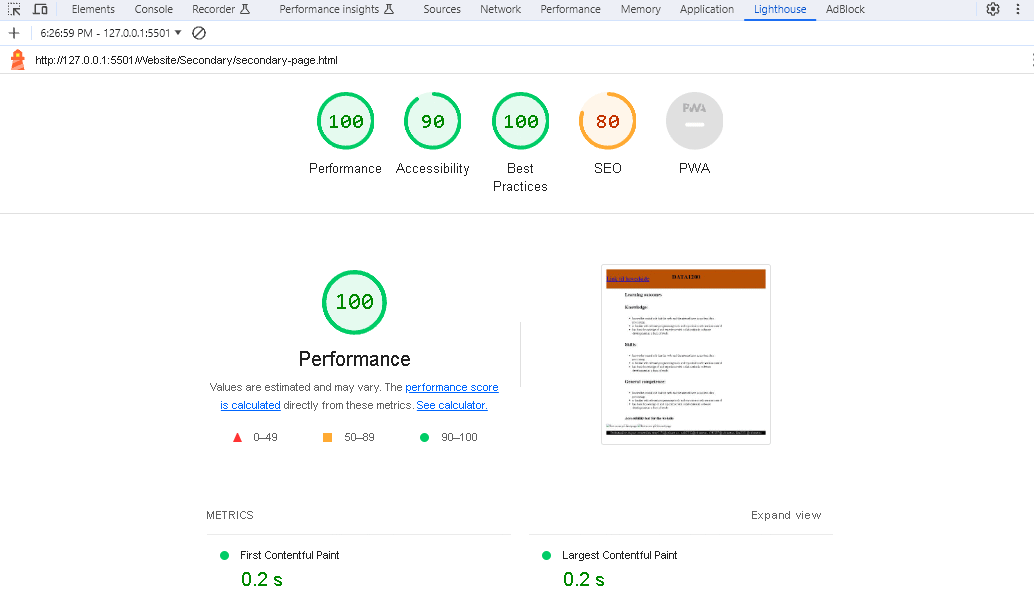 Elements Console Recorder Performance insights Sources Network Performance Memory Application Lighthouse AdBlock
6:26:59 PM - 127.0.0.1:5501
http://127.0.0.1:5501/Website/Secondary/secondary-page.html
100 90 100 80 PWA
Performance Accessibility Best Practices SEO PWA
100
Performance
Values are estimated and may vary. The performance score
is calculated directly from these metrics. See calculator.
0–49 50–89 90–100
DATA1200
Learning outcomes
Knowledge:
Skills:
General competence:
METRICS Expand view
First Contentful Paint Largest Contentful Paint
0.2 s 0.2 s